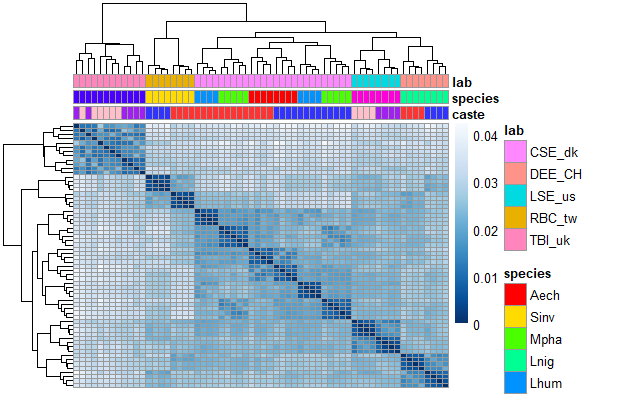 lab
species
caste
0.04
0.03
0.02
0.01
0
lab
CSE_dk
DEE_CH
LSE_us
RBC_tw
TBI_uk
species
Aech
Sinv
Mpha
Lnig
Lhum